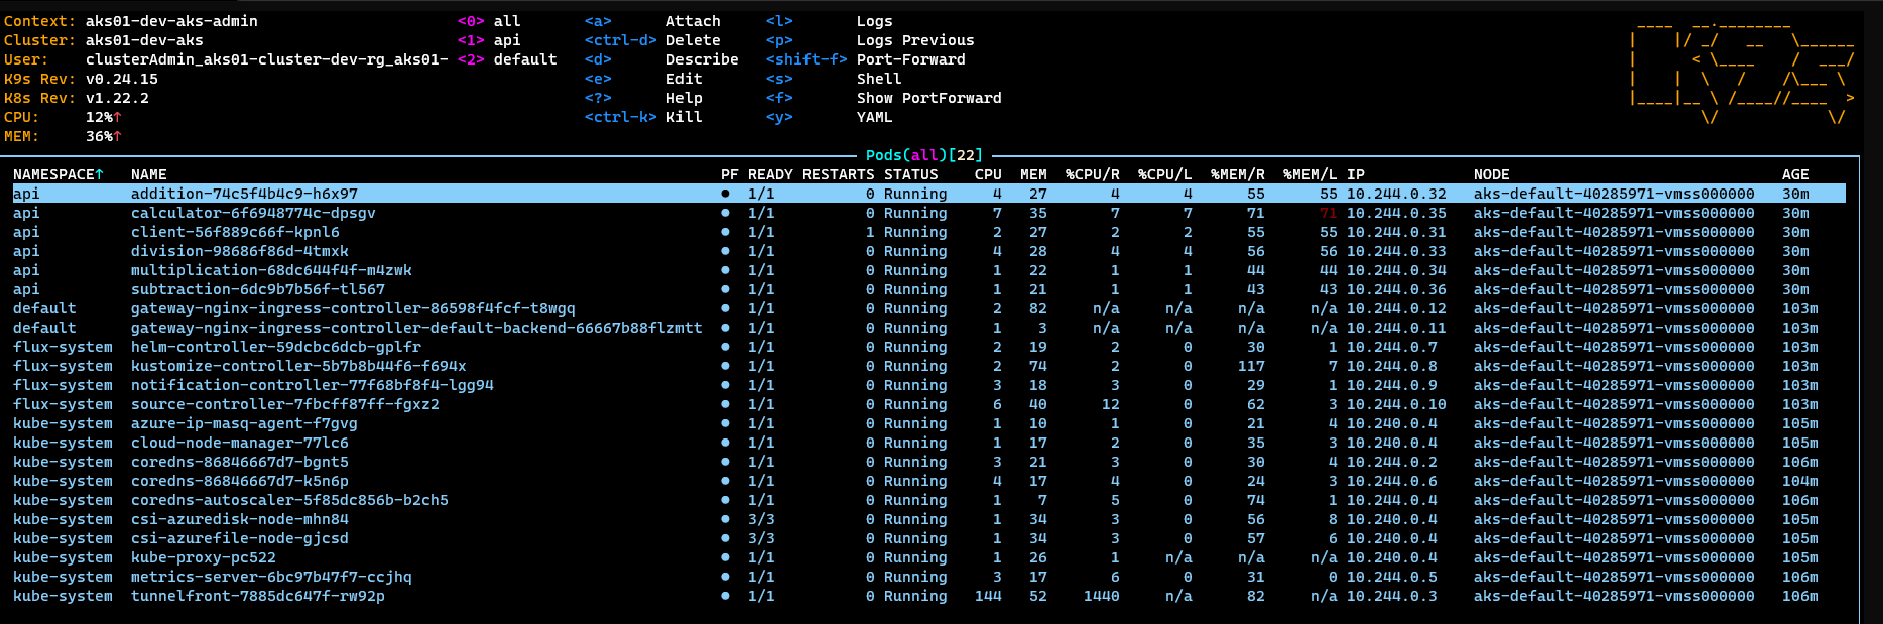 Context: aks01-dev-aks-admin <0> all <a> Attach <l> Logs
Cluster: aks01-dev-aks <1> api <ctrl-d> Delete <p> Logs Previous
User: clusterAdmin_aks01-cluster-dev-rg_aks01- <2> default <d> Describe <shift-f> Port-Forward
K9s Rev: v0.24.15 <e> Edit <s> Shell
K8s Rev: v1.22.2 <?> Help <f> Show PortForward
CPU: 12%↑ <ctrl-k> Kill <y> YAML
MEM: 36%↑
Pods(all)[22]
NAMESPACE↑ NAME PF READY RESTARTS STATUS CPU MEM %CPU/R %CPU/L %MEM/R %MEM/L IP NODE AGE
api addition-74c5f4b4c9-h6x97 ● 1/1 0 Running 4 27 4 4 55 55 10.244.0.32 aks-default-40285971-vmss000000 30m
api calculator-6f6948774c-dpsgv ● 1/1 0 Running 7 35 7 7 71 71 10.244.0.35 aks-default-40285971-vmss000000 30m
api client-56f889c66f-kpnl6 ● 1/1 1 Running 2 27 2 2 55 55 10.244.0.31 aks-default-40285971-vmss000000 30m
api division-98686f86d-4tmxk ● 1/1 0 Running 4 28 4 4 56 56 10.244.0.33 aks-default-40285971-vmss000000 30m
api multiplication-68dc644f4f-m4zwk ● 1/1 0 Running 1 22 1 1 44 44 10.244.0.34 aks-default-40285971-vmss000000 30m
api subtraction-6dc9b7b56f-tl567 ● 1/1 0 Running 1 21 1 1 43 43 10.244.0.36 aks-default-40285971-vmss000000 30m
default gateway-nginx-ingress-controller-86598f4fcf-t8wgq ● 1/1 0 Running 2 82 n/a n/a n/a n/a 10.244.0.12 aks-default-40285971-vmss000000 103m
default gateway-nginx-ingress-controller-default-backend-66667b88flzmtt ● 1/1 0 Running 1 3 n/a n/a n/a n/a 10.244.0.11 aks-default-40285971-vmss000000 103m
flux-system helm-controller-59dcbc6dcb-gplfr ● 1/1 0 Running 2 19 2 0 30 1 10.244.0.7 aks-default-40285971-vmss000000 103m
flux-system kustomize-controller-5b7b8b44f6-f694x ● 1/1 0 Running 2 74 2 0 117 7 10.244.0.8 aks-default-40285971-vmss000000 103m
flux-system notification-controller-77f68bf8f4-lgg94 ● 1/1 0 Running 3 18 3 0 29 1 10.244.0.9 aks-default-40285971-vmss000000 103m
flux-system source-controller-7fbcff87ff-fgxz2 ● 1/1 0 Running 6 40 12 0 62 3 10.244.0.10 aks-default-40285971-vmss000000 103m
kube-system azure-ip-masq-agent-f7gvg ● 1/1 0 Running 1 10 1 0 21 4 10.240.0.4 aks-default-40285971-vmss000000 105m
kube-system cloud-node-manager-77lc6 ● 1/1 0 Running 1 17 2 0 35 3 10.240.0.4 aks-default-40285971-vmss000000 105m
kube-system coredns-86846667d7-bgnt5 ● 1/1 0 Running 3 21 3 0 30 4 10.244.0.2 aks-default-40285971-vmss000000 106m
kube-system coredns-86846667d7-k5n6p ● 1/1 0 Running 4 17 4 0 24 3 10.244.0.6 aks-default-40285971-vmss000000 104m
kube-system coredns-autoscaler-5f85dc856b-b2ch5 ● 1/1 0 Running 1 7 5 0 74 1 10.244.0.4 aks-default-40285971-vmss000000 106m
kube-system csi-azuredisk-node-mhn84 ● 3/3 0 Running 1 34 3 0 56 8 10.240.0.4 aks-default-40285971-vmss000000 105m
kube-system csi-azurefile-node-gjcsd ● 3/3 0 Running 1 34 3 0 57 6 10.240.0.4 aks-default-40285971-vmss000000 105m
kube-system kube-proxy-pc522 ● 1/1 0 Running 1 26 1 n/a n/a n/a 10.240.0.4 aks-default-40285971-vmss000000 105m
kube-system metrics-server-6bc97b47f7-ccjhq ● 1/1 0 Running 3 17 6 0 31 0 10.244.0.5 aks-default-40285971-vmss000000 106m
kube-system tunnelfront-7885dc647f-rw92p ● 1/1 0 Running 144 52 1440 n/a 82 n/a 10.244.0.3 aks-default-40285971-vmss000000 106m